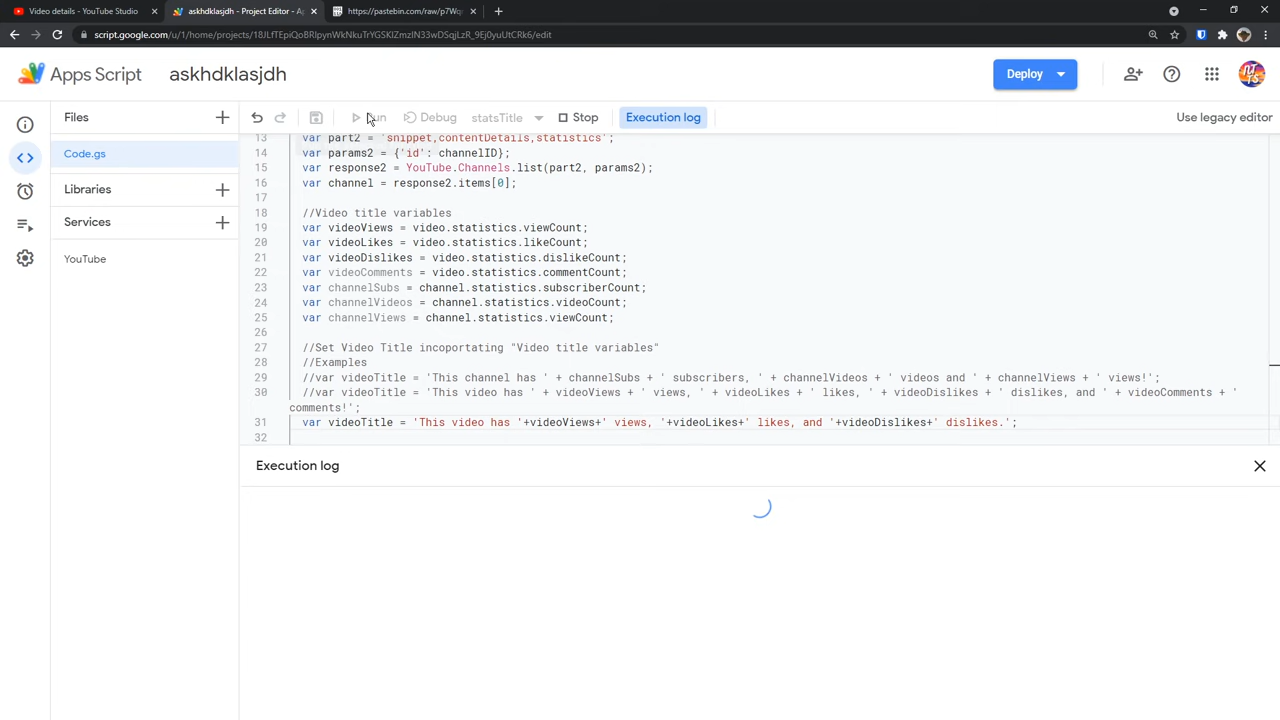 Video details - YouTube Studio
askhdklasjdh - Project Editor - Ap
https://pastebin.com/raw/p7Wq
script.google.com/u/1/home/projects/18JLfTEpiQoBRlpynWkNkuTrYGSKIZmzIN33wDSqjLzR_9Ej0yuUtCRk6/edit
Apps Script
askhdklasjdh
Deploy
Files
Run
Debug
statsTitle
Stop
Execution log
Use legacy editor
Code.gs
Libraries
Services
YouTube
13 var part2 = 'snippet,contentDetails,statistics';
14 var params2 = {'id': channelID};
15 var response2 = YouTube.Channels.list(part2, params2);
16 var channel = response2.items[0];
17
18 //Video title variables
19 var videoViews = video.statistics.viewCount;
20 var videoLikes = video.statistics.likeCount;
21 var videoDislikes = video.statistics.dislikeCount;
22 var videoComments = video.statistics.commentCount;
23 var channelSubs = channel.statistics.subscriberCount;
24 var channelVideos = channel.statistics.videoCount;
25 var channelViews = channel.statistics.viewCount;
26
27 //Set Video Title incoportating "Video title variables"
28 //Examples
29 //var videoTitle = 'This channel has ' + channelSubs + ' subscribers, ' + channelVideos + ' videos and ' + channelViews + ' views!';
30 //var videoTitle = 'This video has ' + videoViews + ' views, ' + videoLikes + ' likes, ' + videoDislikes + ' dislikes, and ' + videoComments + '
comments!';
31 var videoTitle = 'This video has '+videoViews+' views, '+videoLikes+' likes, and '+videoDislikes+' dislikes.';
32
Execution log